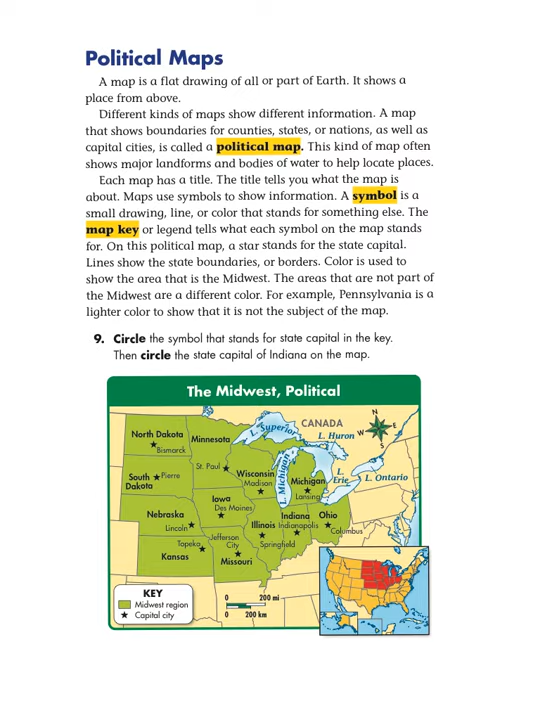 Political Maps
A map is a flat drawing of all or part of Earth. It shows a
place from above.
Different kinds of maps show different information. A map
that shows boundaries for counties, states, or nations, as well as
capital cities, is called a political map. This kind of map often
shows major landforms and bodies of water to help locate places.
Each map has a title. The title tells you what the map is
about. Maps use symbols to show information. A symbol is a
small drawing, line, or color that stands for something else. The
map key or legend tells what each symbol on the map stands
for. On this political map, a star stands for the state capital.
Lines show the state boundaries, or borders. Color is used to
show the area that is the Midwest. The areas that are not part of
the Midwest are a different color. For example, Pennsylvania is a
lighter color to show that it is not the subject of the map.
9. Circle the symbol that stands for state capital in the key.
Then circle the state capital of Indiana on the map.
The Midwest, Political
CANADA
N
E
S
W
L. Superior
L. Huron
L. Michigan
L. Erie
L. Ontario
North Dakota
Bismarck
Minnesota
St. Paul
South Dakota
Pierre
Wisconsin
Madison
Michigan
Lansing
Iowa
Des Moines
Nebraska
Lincoln
Indiana
Indianapolis
Ohio
Columbus
Illinois
Springfield
Topeka
Kansas
Jefferson City
Missouri
KEY
Midwest region
Capital city
0 200 mi
0 200 km